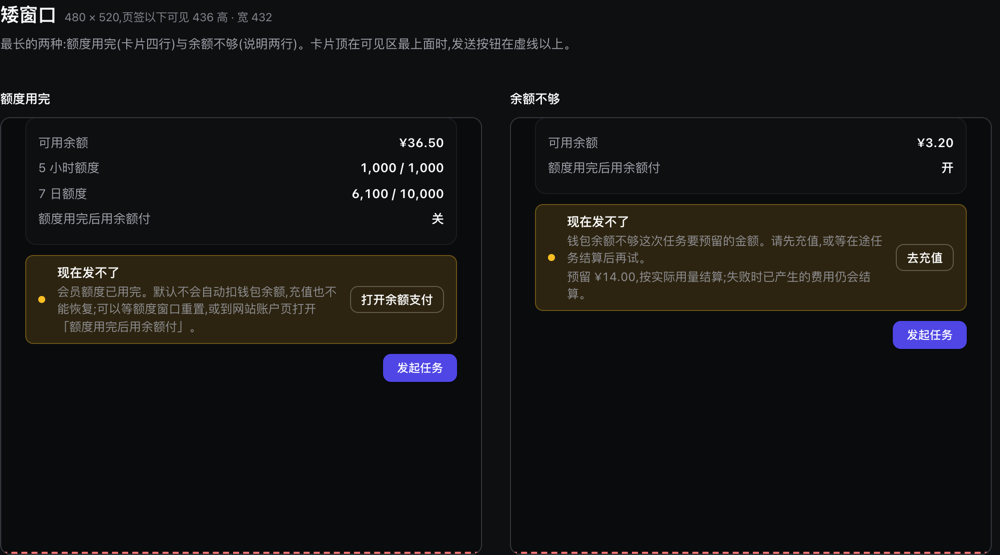 矮窗口 480 × 520,页签以下可见 436 高 · 宽 432
最长的两种:额度用完(卡片四行)与余额不够(说明两行)。卡片顶在可见区最上面时,发送按钮在虚线以上。
额度用完
可用余额 ¥36.50
5 小时额度 1,000 / 1,000
7 日额度 6,100 / 10,000
额度用完后用余额付 关
现在发不了
会员额度已用完。默认不会自动扣钱包余额,充值也不
能恢复;可以等额度窗口重置,或到网站账户页打开
「额度用完后用余额付」。
打开余额支付
发起任务
余额不够
可用余额 ¥3.20
额度用完后用余额付 开
现在发不了
钱包余额不够这次任务要预留的金额。请先充值,或等在途任
务结算后再试。
预留 ¥14.00,按实际用量结算;失败时已产生的费用仍会结
算。
去充值
发起任务